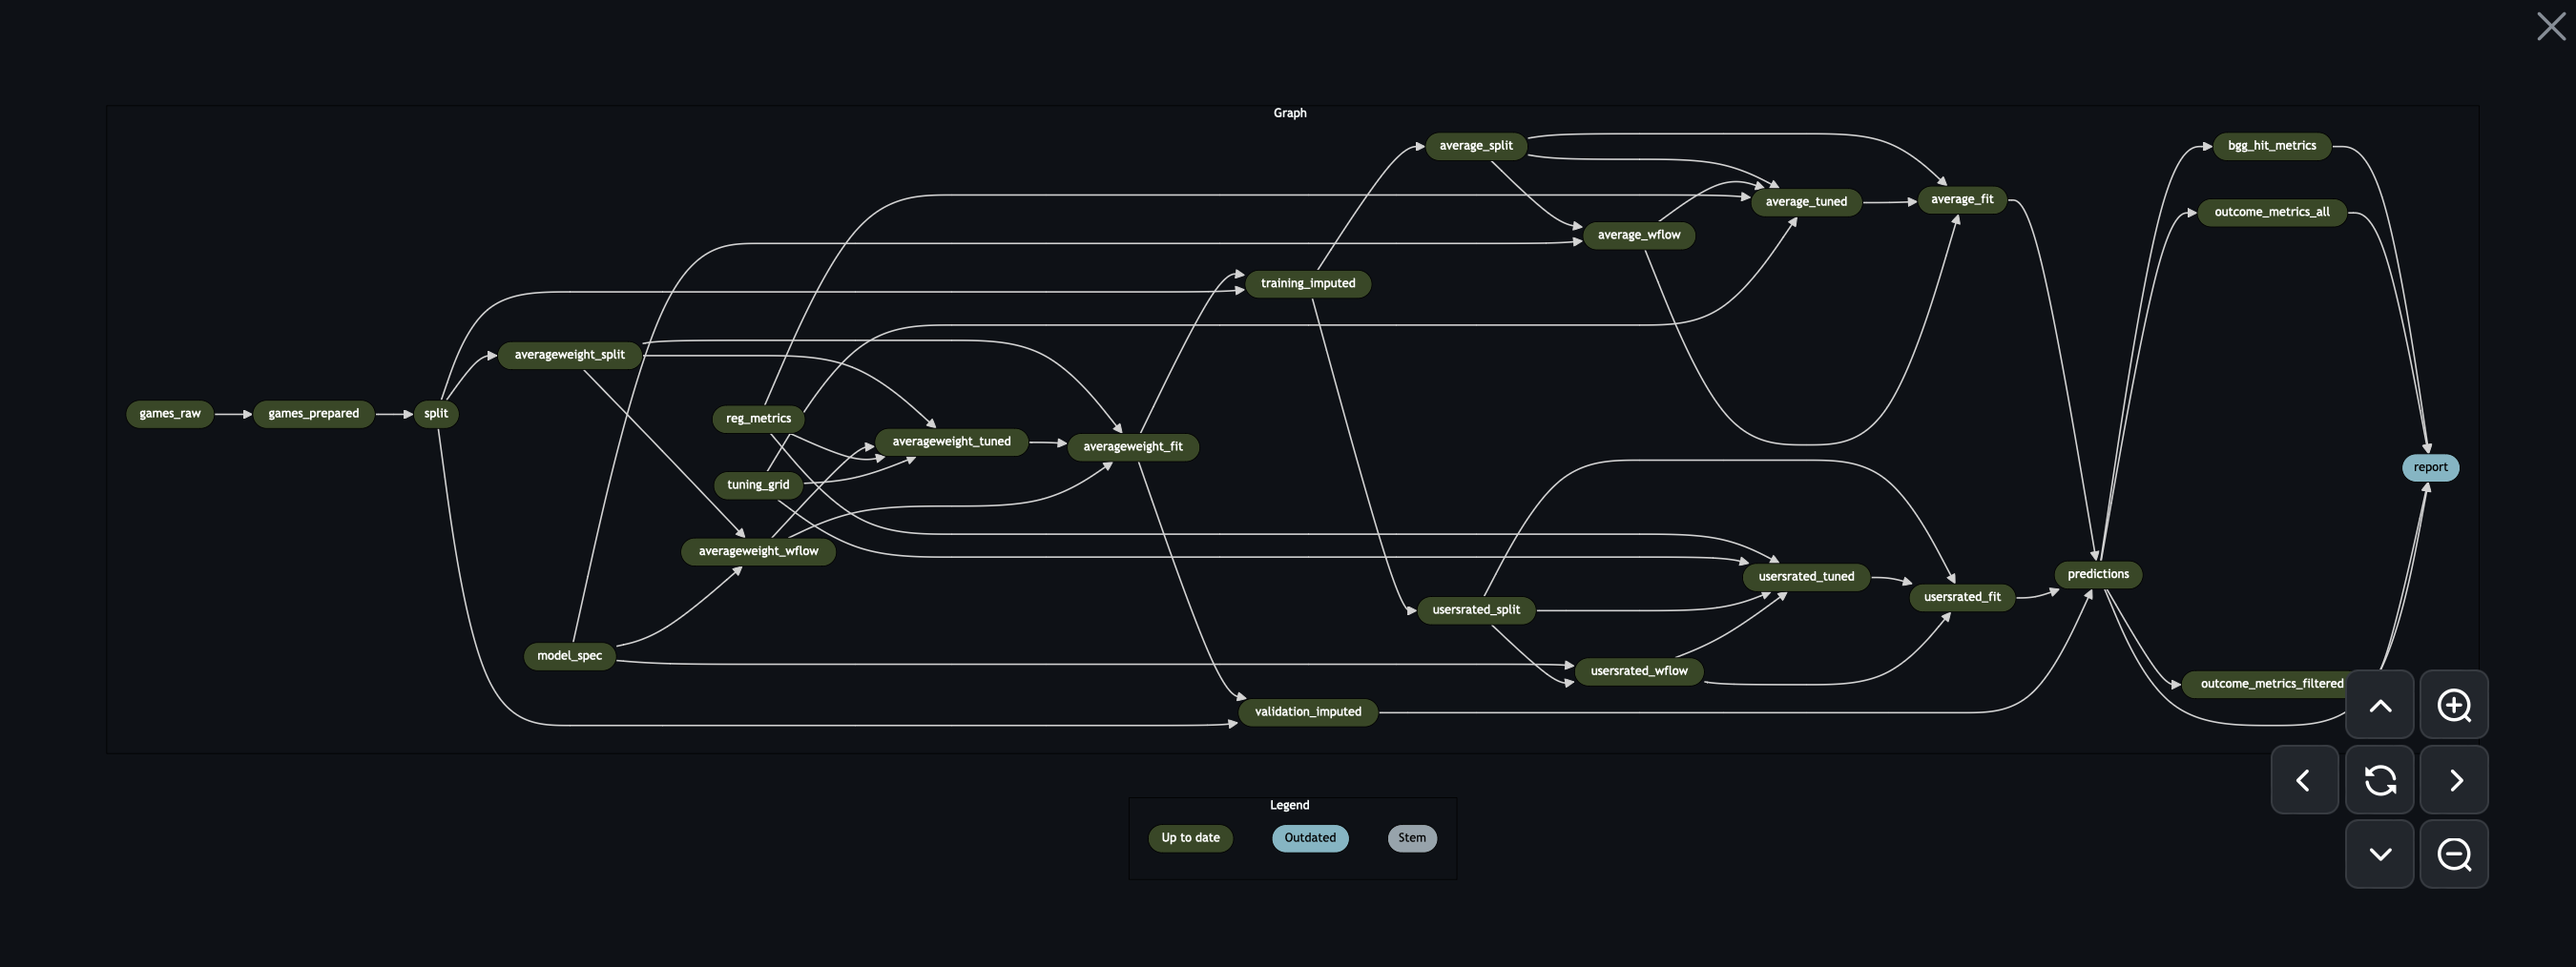 Graph
games_raw
games_prepared
split
averageweight_split
model_spec
reg_metrics
tuning_grid
averageweight_wflow
averageweight_tuned
averageweight_fit
training_imputed
validation_imputed
average_split
usersrated_split
average_wflow
usersrated_wflow
average_tuned
usersrated_tuned
average_fit
usersrated_fit
predictions
bgg_hit_metrics
outcome_metrics_all
outcome_metrics_filtered
report
Legend
Up to date
Outdated
Stem